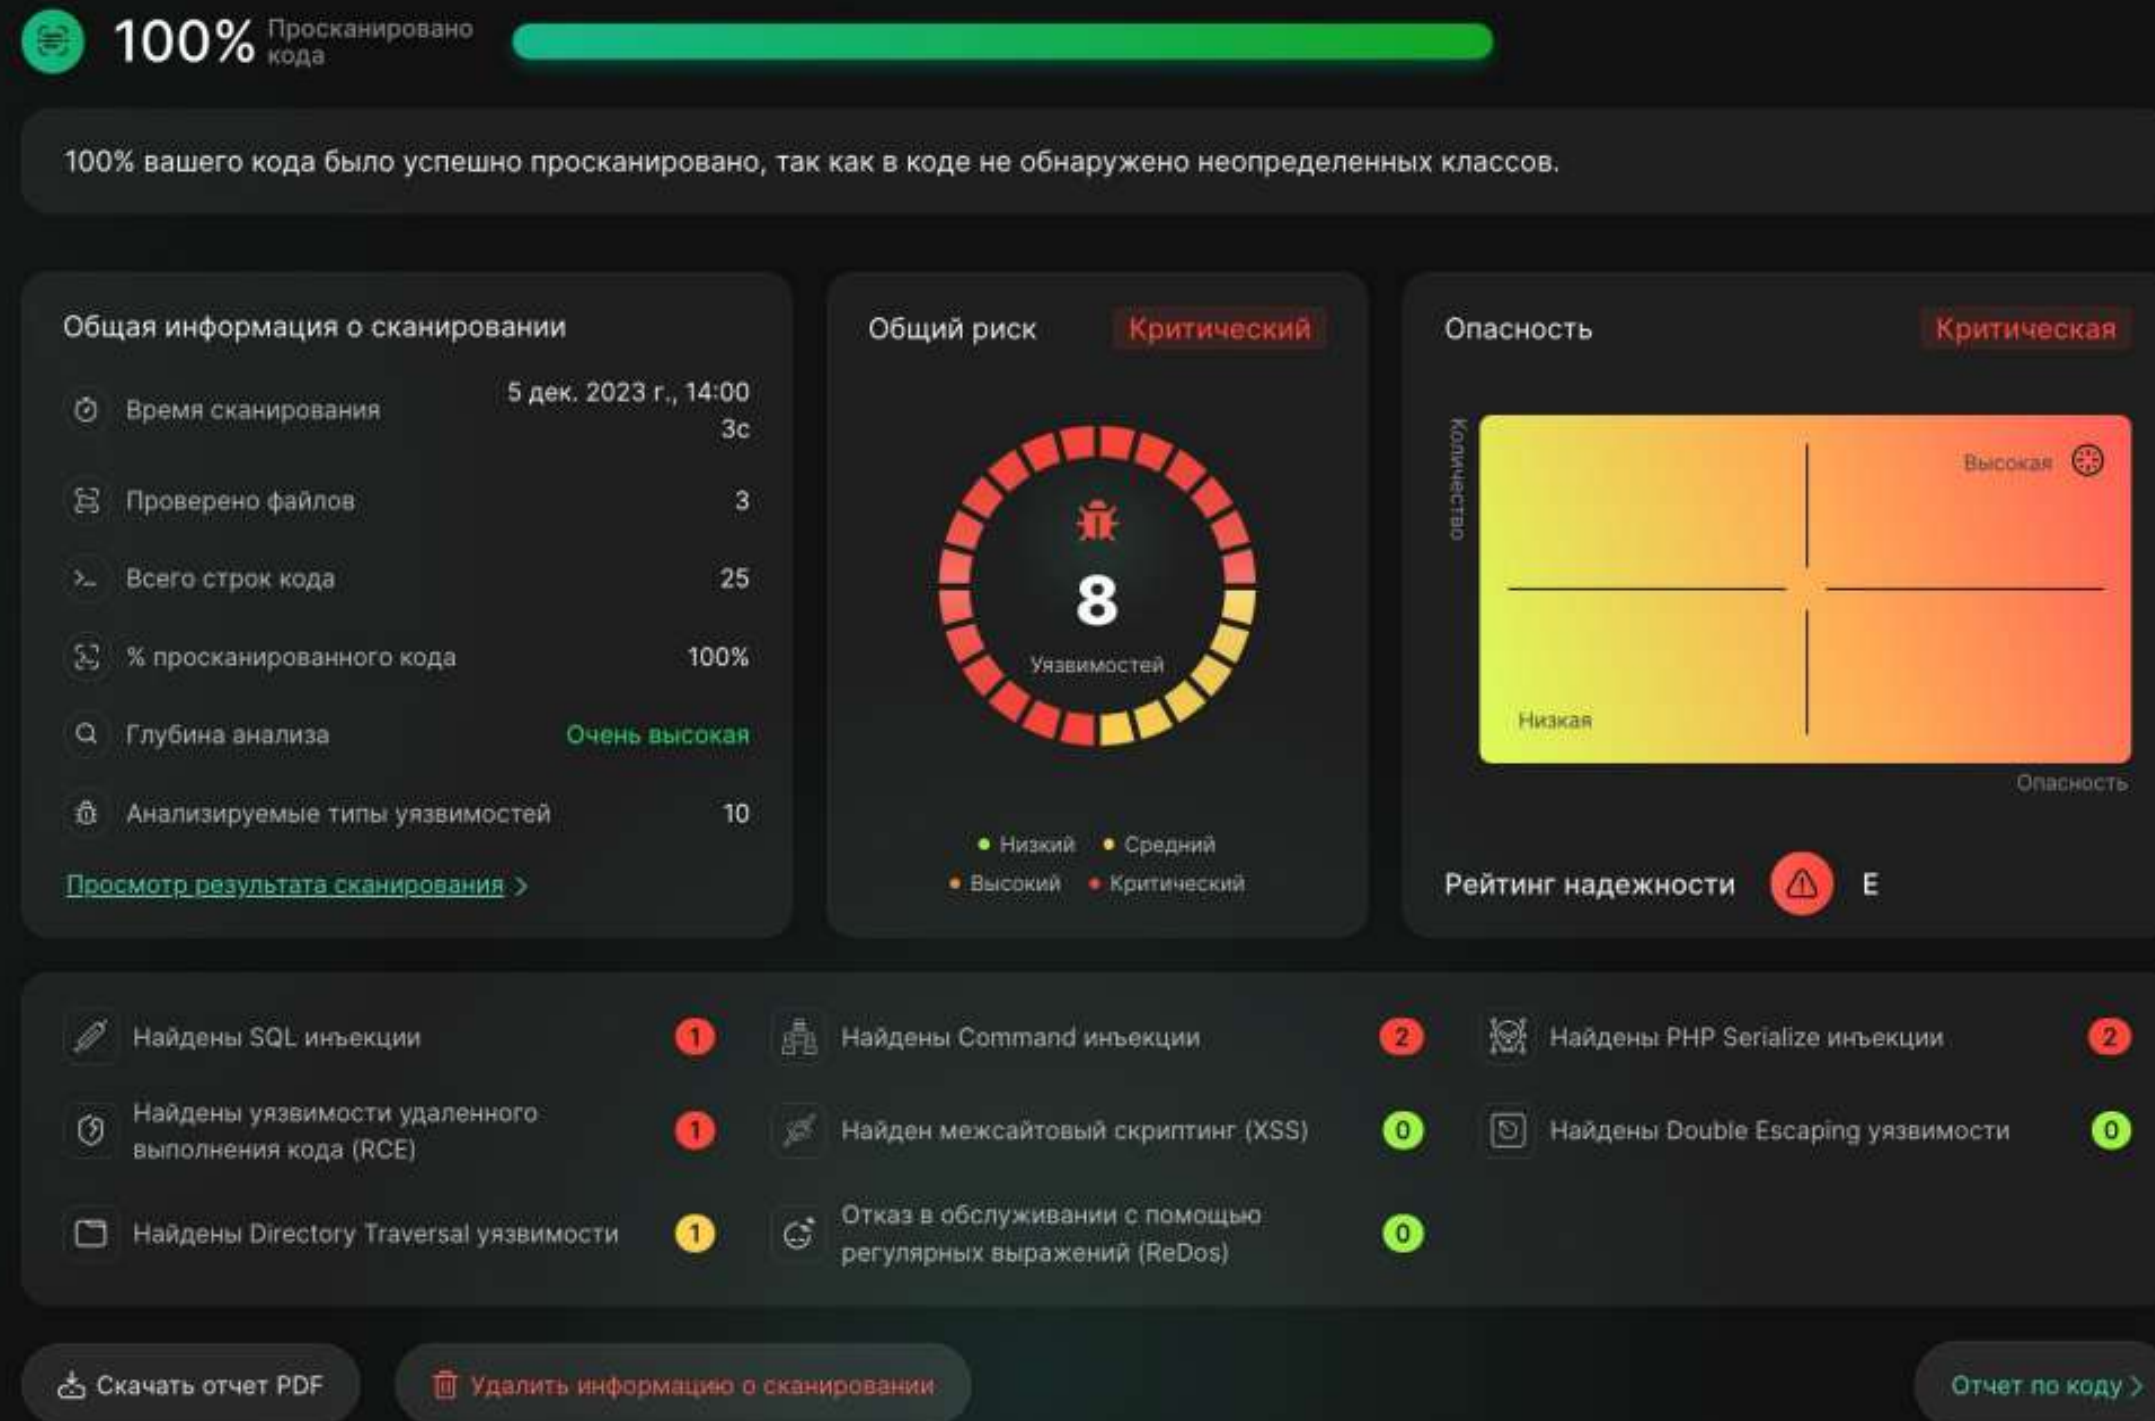 100%
Просканировано
кода
100% вашего кода было успешно просканировано, так как в коде не обнаружено неопределенных классов.
Общая информация о сканировании
Время сканирования
5 дек. 2023 г., 14:00
3с
Проверено файлов
3
Всего строк кода
25
% просканированного кода
100%
Глубина анализа
Очень высокая
Анализируемые типы уязвимостей
10
Просмотр результата сканирования >
Общий риск
Критический
8
Уязвимостей
Низкий
Средний
Высокий
Критический
Опасность
Критическая
Количество
Высокая
Низкая
Опасность
Рейтинг надежности
E
Найдены SQL инъекции
1
Найдены Command инъекции
2
Найдены PHP Serialize инъекции
2
Найдены уязвимости удаленного
выполнения кода (RCE)
1
Найден межсайтовый скриптинг (XSS)
0
Найдены Double Escaping уязвимости
0
Найдены Directory Traversal уязвимости
1
Отказ в обслуживании с помощью
регулярных выражений (ReDos)
0
Скачать отчет PDF
Удалить информацию о сканировании
Отчет по коду >